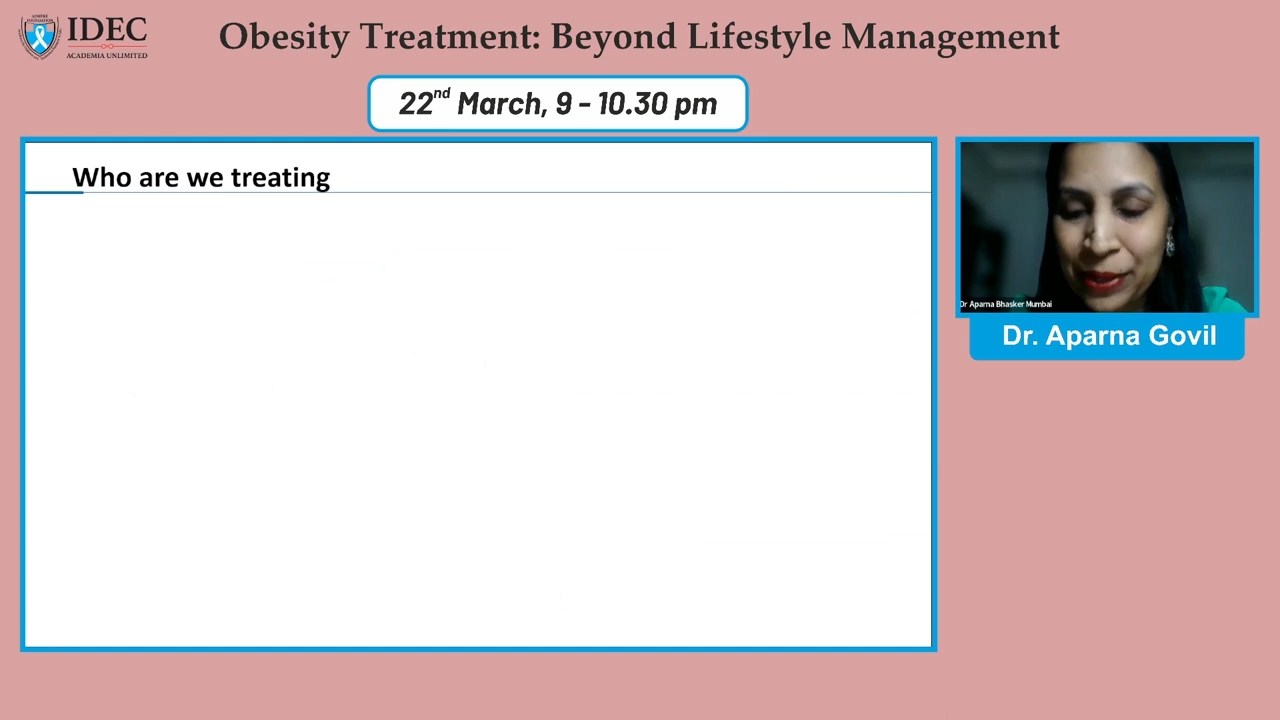 IDEC
ACADEMIA UNLIMITED
Obesity Treatment: Beyond Lifestyle Management
22nd March, 9 - 10.30 pm
Who are we treating
Dr Aparna Bhasker Mumbai
Dr. Aparna Govil